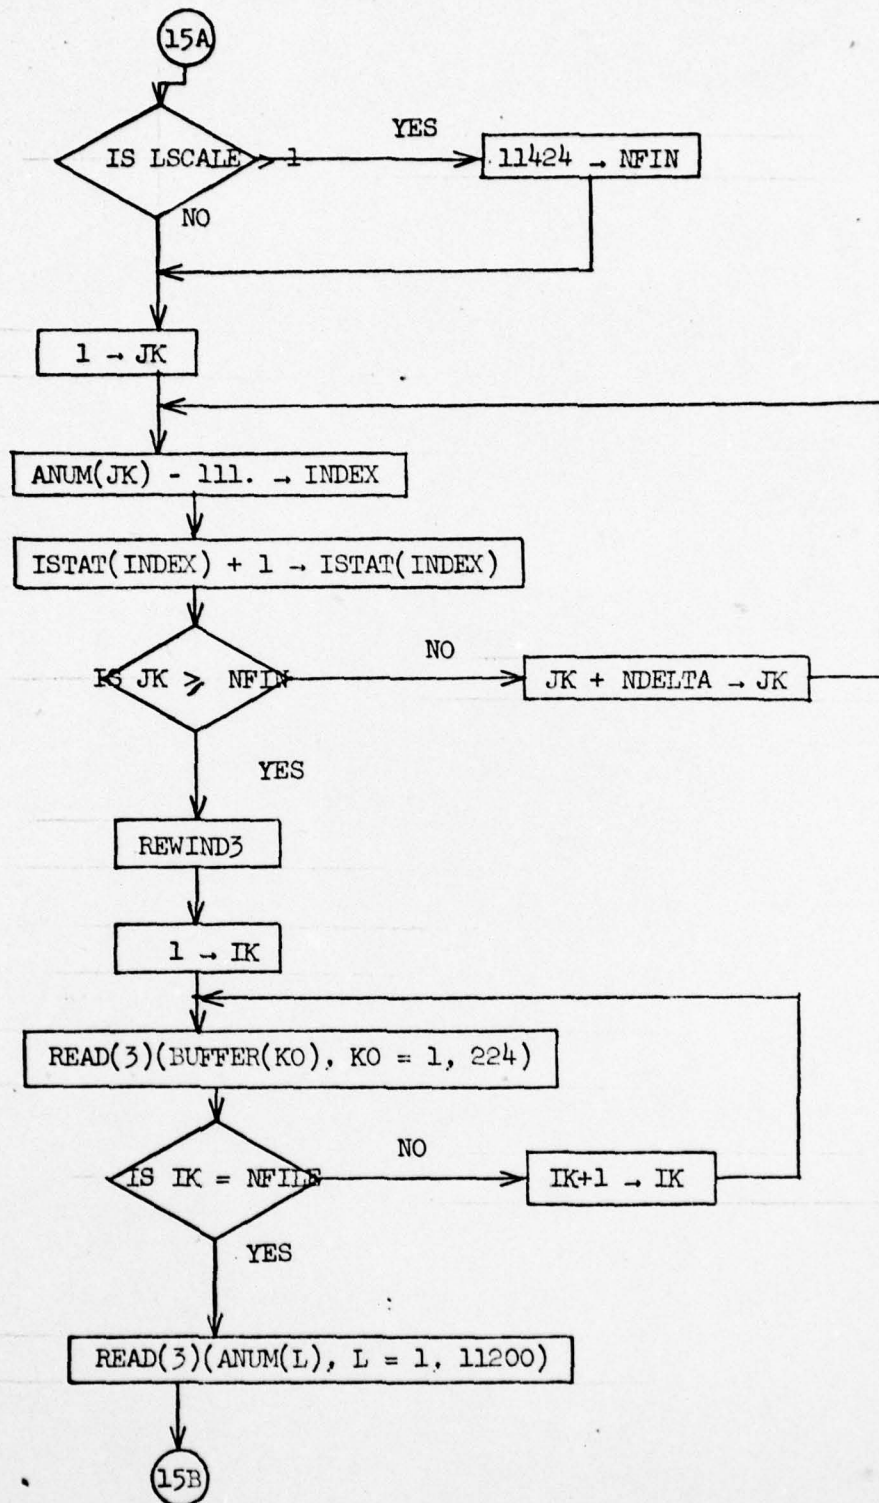 15A
IS LSCALE > 1
YES
11424 → NFIN
NO
1 → JK
ANUM(JK) - 111. → INDEX
ISTAT(INDEX) + 1 → ISTAT(INDEX)
IS JK ⩾ NFIN
NO
JK + NDELTA → JK
YES
REWIND3
1 → IK
READ(3)(BUFFER(KO), KO = 1, 224)
IS IK = NFILE
NO
IK+1 → IK
YES
READ(3)(ANUM(L), L = 1, 11200)
15B